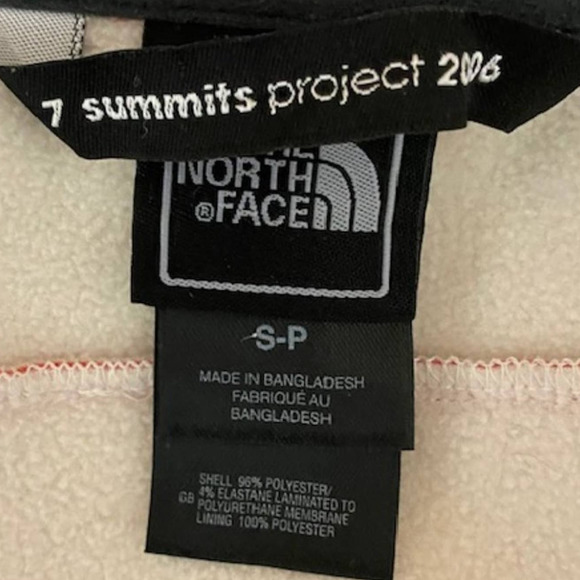 7 summits project 2006
NORTH
® FACE
S-P
MADE IN BANGLADESH
FABRIQUÉ AU
BANGLADESH
SHELL 96% POLYESTER/
4% ELASTANE LAMINATED TO
GB POLYURETHANE MEMBRANE
LINING 100% POLYESTER